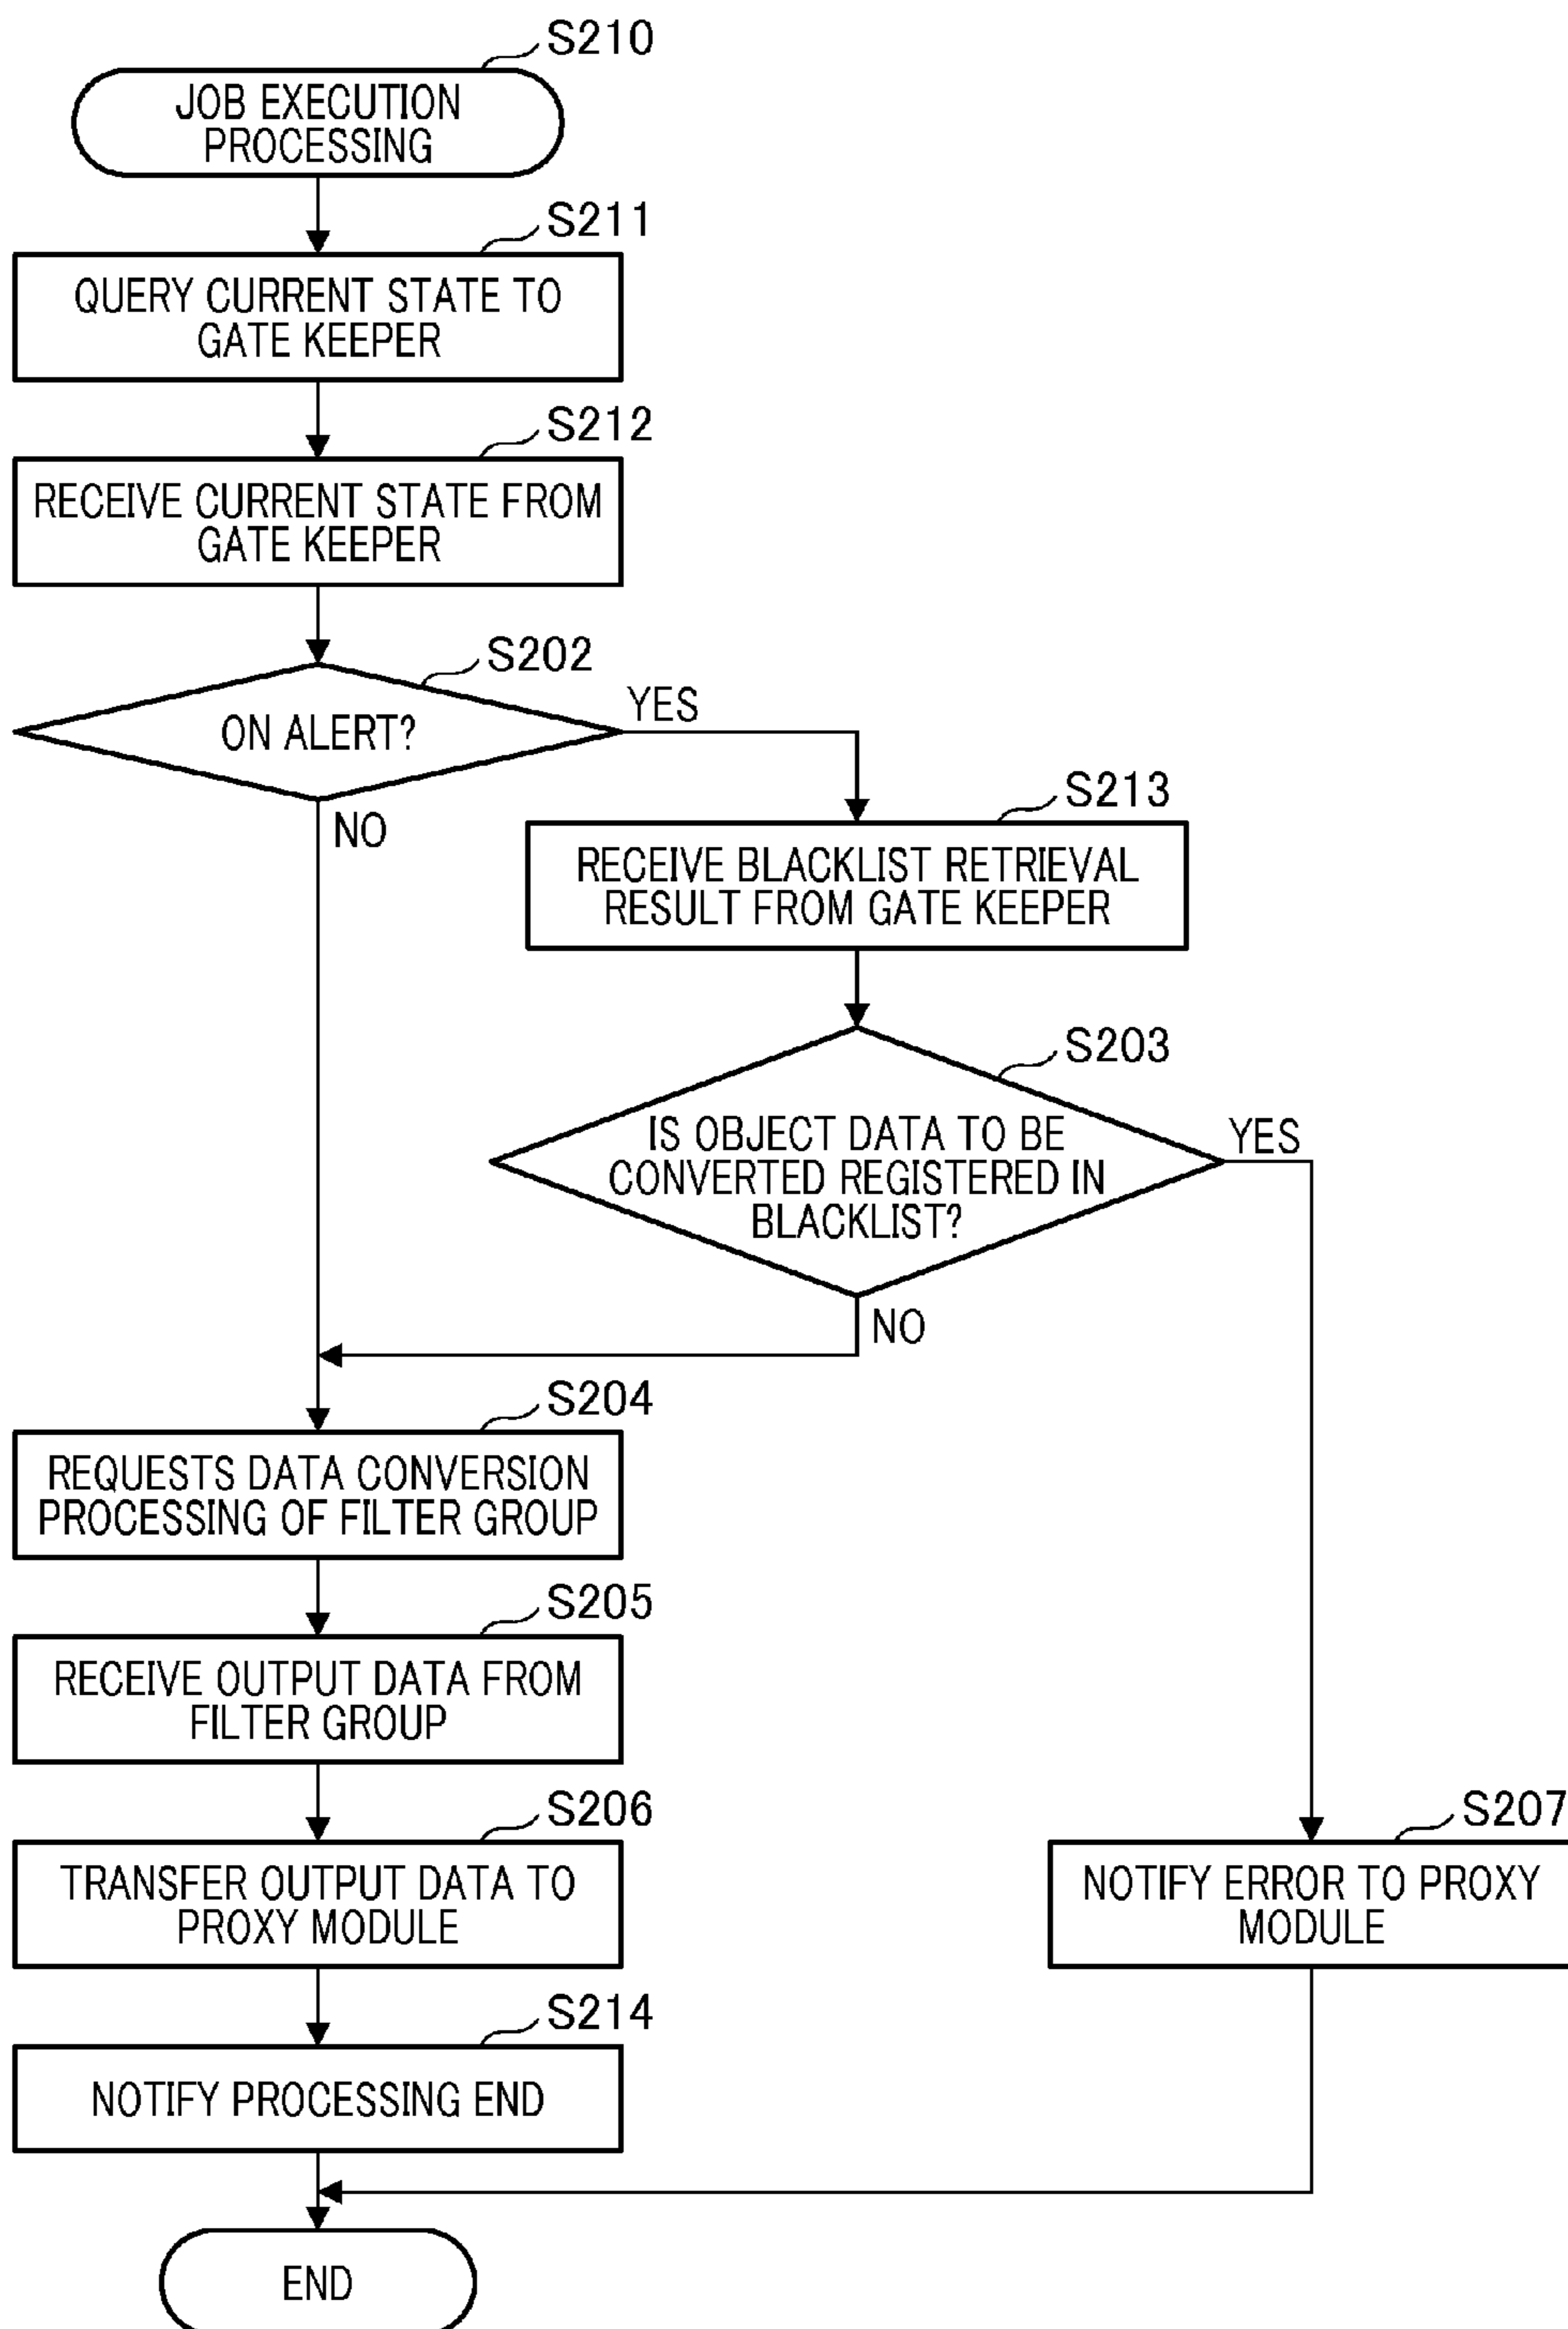 S210
JOB EXECUTION
PROCESSING
S211
QUERY CURRENT STATE TO
GATE KEEPER
S212
RECEIVE CURRENT STATE FROM
GATE KEEPER
S202
ON ALERT?
YES
NO
S213
RECEIVE BLACKLIST RETRIEVAL
RESULT FROM GATE KEEPER
S203
IS OBJECT DATA TO BE
CONVERTED REGISTERED IN
BLACKLIST?
YES
NO
S204
REQUESTS DATA CONVERSION
PROCESSING OF FILTER GROUP
S205
RECEIVE OUTPUT DATA FROM
FILTER GROUP
S206
TRANSFER OUTPUT DATA TO
PROXY MODULE
S207
NOTIFY ERROR TO PROXY
MODULE
S214
NOTIFY PROCESSING END
END